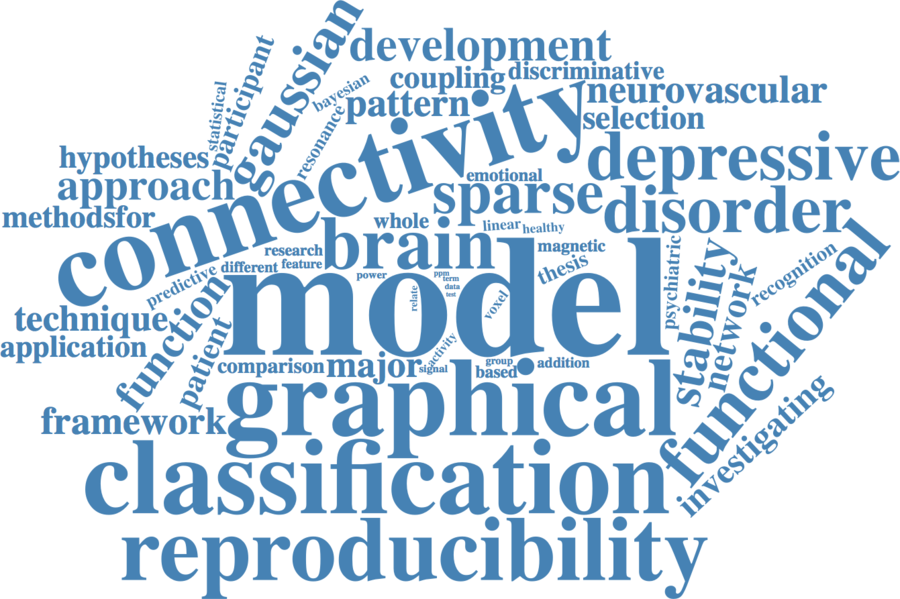 development
gaussian
participant
statistical
bayesian
resonance
coupling
discriminative
pattern
neurovascular
selection
connectivity
hypotheses
approach
methodsfor
emotional
sparse
depressive
disorder
whole
linear
healthy
brain
research
feature
different
predictive
magnetic
thesis
power
ppm
term
data
test
relate
voxel
model
psychiatric
stability
network
recognition
functional
technique
application
function
patient
comparison
major
signal
activity
group
based
addition
framework
graphical
investigating
classification
reproducibility